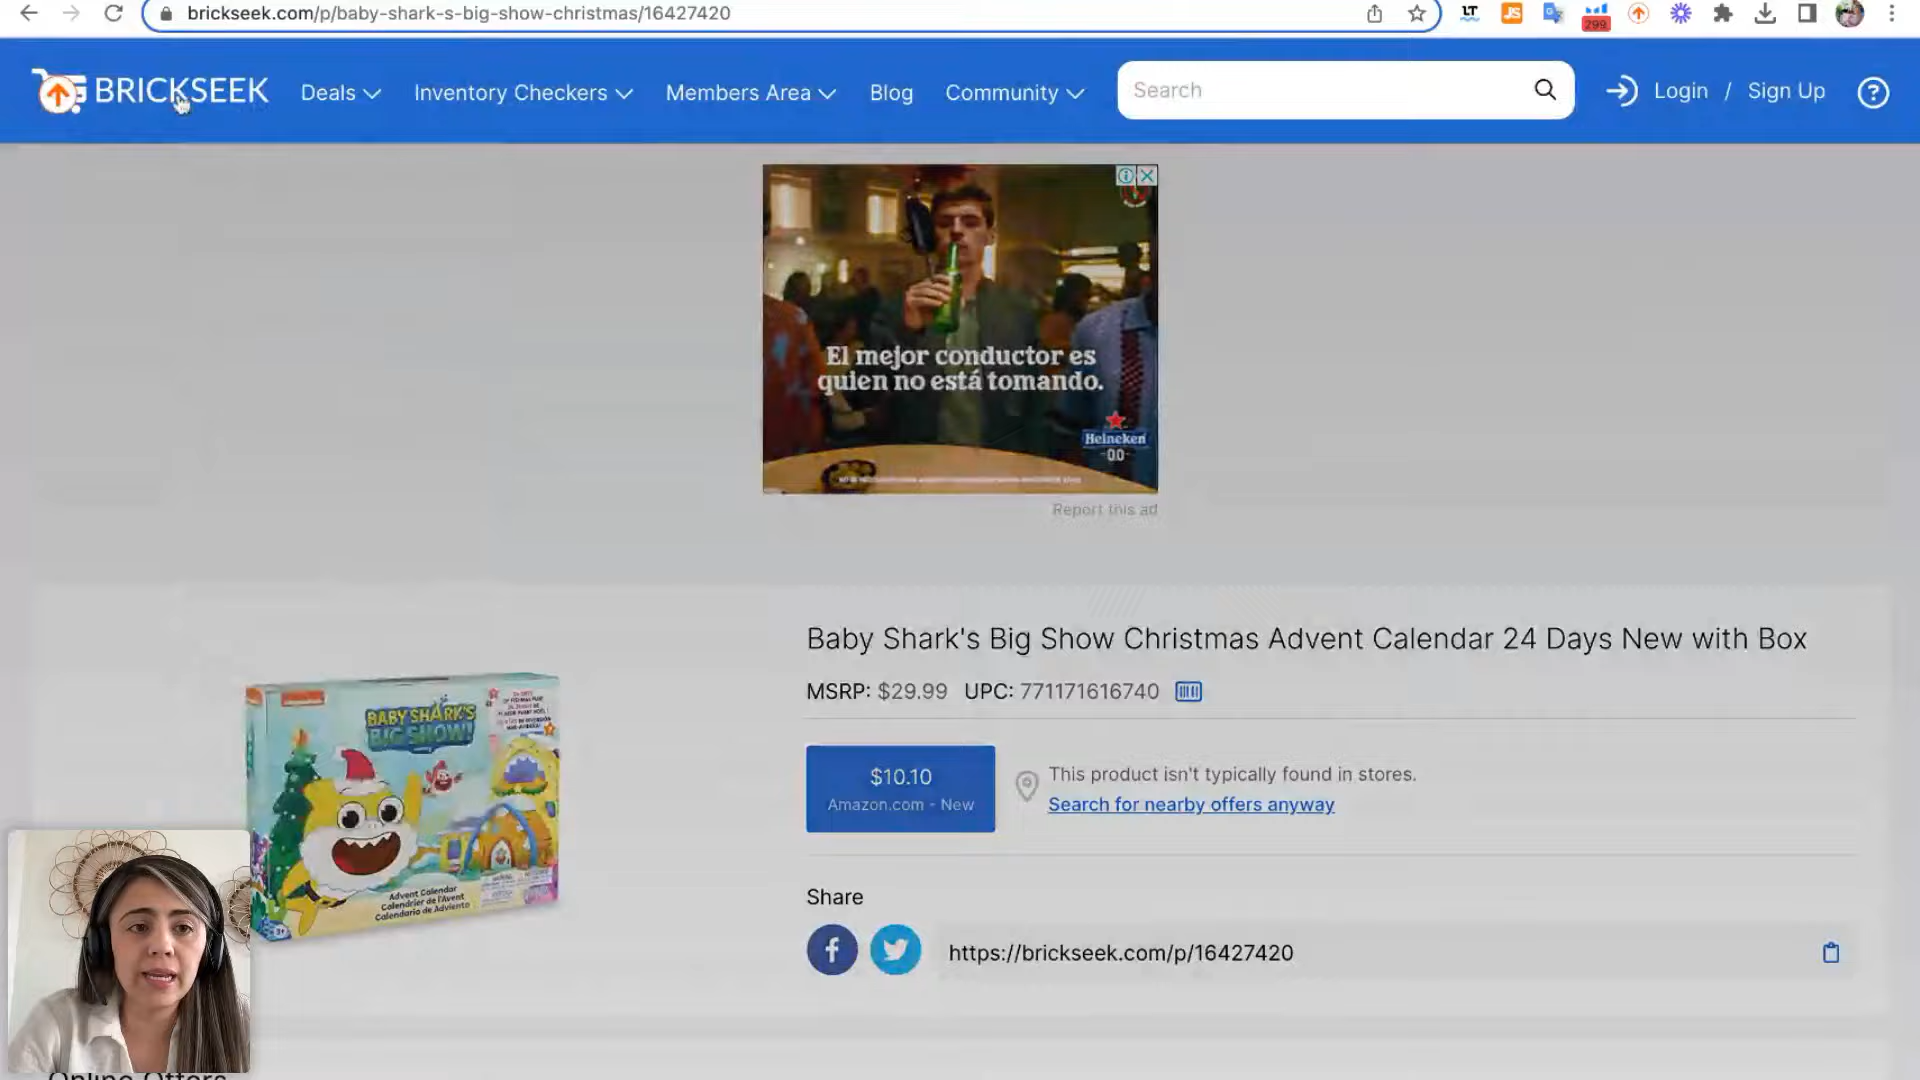 brickseek.com/p/baby-shark-s-big-show-christmas/16427420
LT
JS
299
BRICKSEEK
Deals
Inventory Checkers
Members Area
Blog
Community
Search
Login / Sign Up
El mejor conductor es
quien no está tomando.
Heineken
0.0
Report this ad
Baby Shark's Big Show Christmas Advent Calendar 24 Days New with Box
MSRP: $29.99 UPC: 771171616740
$10.10
Amazon.com - New
This product isn't typically found in stores.
Search for nearby offers anyway
BABY SHARK'S
BIG SHOW!
Advent Calendar
Calendrier de l'Avent
Calendario de Adviento
3+
Share
https://brickseek.com/p/16427420
Online Offers